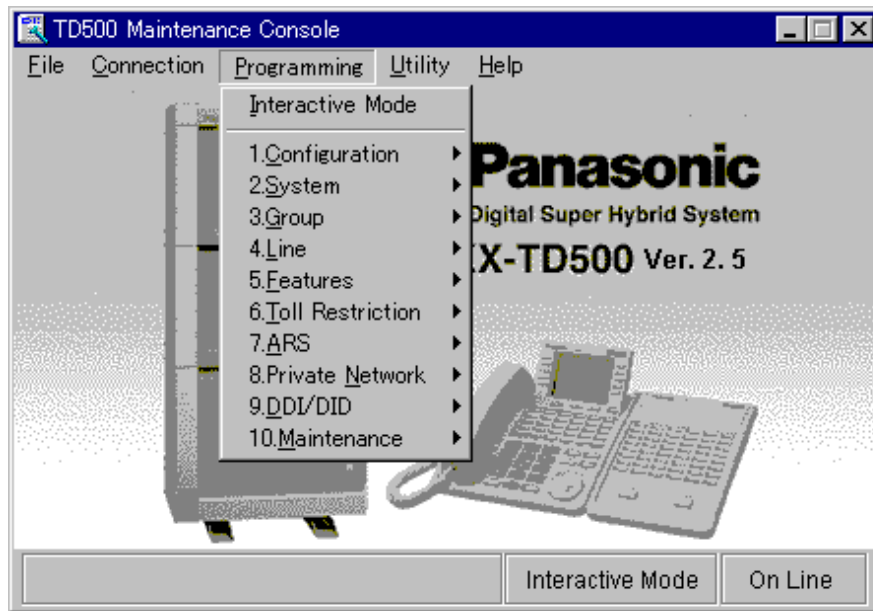 TD500 Maintenance Console
File Connection Programming Utility Help
Interactive Mode
1.Configuration
2.System
3.Group
4.Line
5.Features
6.Toll Restriction
7.ARS
8.Private Network
9.DDI/DID
10.Maintenance
Panasonic
Digital Super Hybrid System
X-TD500 Ver. 2. 5
Interactive Mode On Line